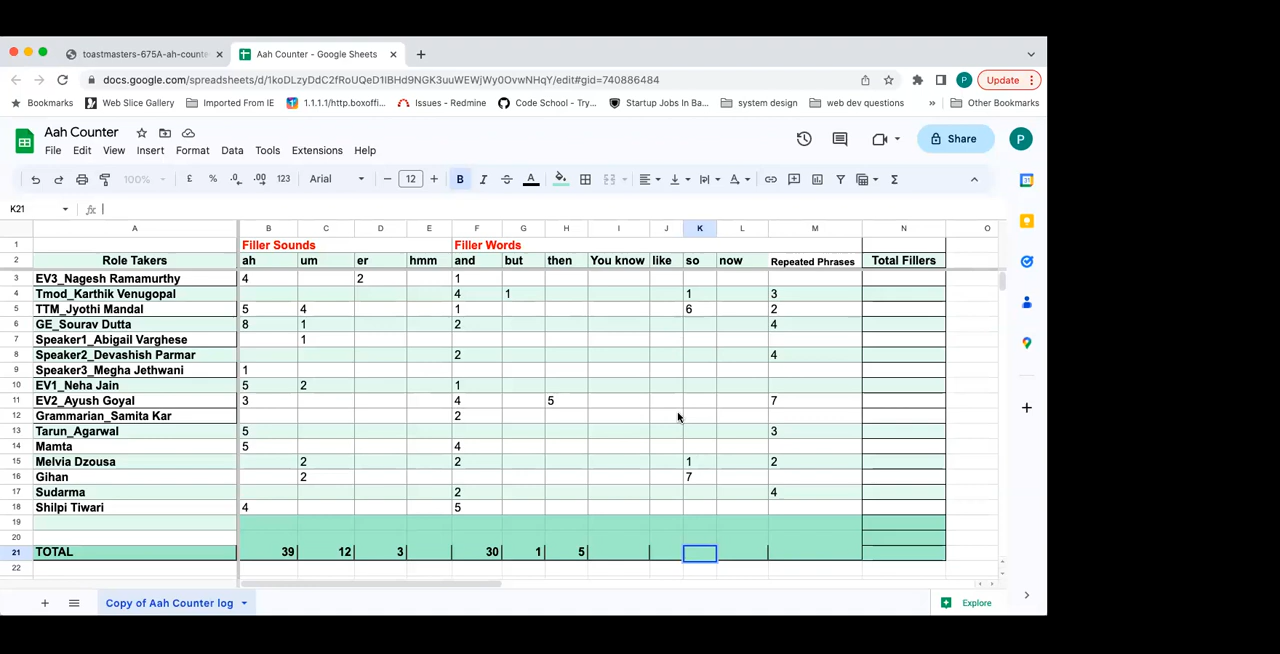 toastmasters-675A-ah-counte
Aah Counter - Google Sheets
docs.google.com/spreadsheets/d/1koDLzyDdC2fRoUQeD1IBHd9NGK3uuWEWjWy0OvwNHqY/edit#gid=740886484
P
Update
Bookmarks Web Slice Gallery Imported From IE 1.1.1.1/http.boxoffi... Issues - Redmine Code School - Try... Startup Jobs In Ba... system design web dev questions » Other Bookmarks
Aah Counter
Share
P
File Edit View Insert Format Data Tools Extensions Help
100% £ % .0 .00 123 Arial 12 B I A
K21 fx
A B C D E F G H I J K L M N O
1 Filler Sounds Filler Words
2 Role Takers ah um er hmm and but then You know like so now Repeated Phrases Total Fillers
3 EV3_Nagesh Ramamurthy 4 2 1
4 Tmod_Karthik Venugopal 4 1 1 3
5 TTM_Jyothi Mandal 5 4 1 6 2
6 GE_Sourav Dutta 8 1 2 4
7 Speaker1_Abigail Varghese 1
8 Speaker2_Devashish Parmar 2 4
9 Speaker3_Megha Jethwani 1
10 EV1_Neha Jain 5 2 1
11 EV2_Ayush Goyal 3 4 5 7
12 Grammarian_Samita Kar 2
13 Tarun_Agarwal 5 3
14 Mamta 5 4
15 Melvia Dzousa 2 2 1 2
16 Gihan 2 7
17 Sudarma 2 4
18 Shilpi Tiwari 4 5
19
20
21 TOTAL 39 12 3 30 1 5
22
Copy of Aah Counter log
Explore